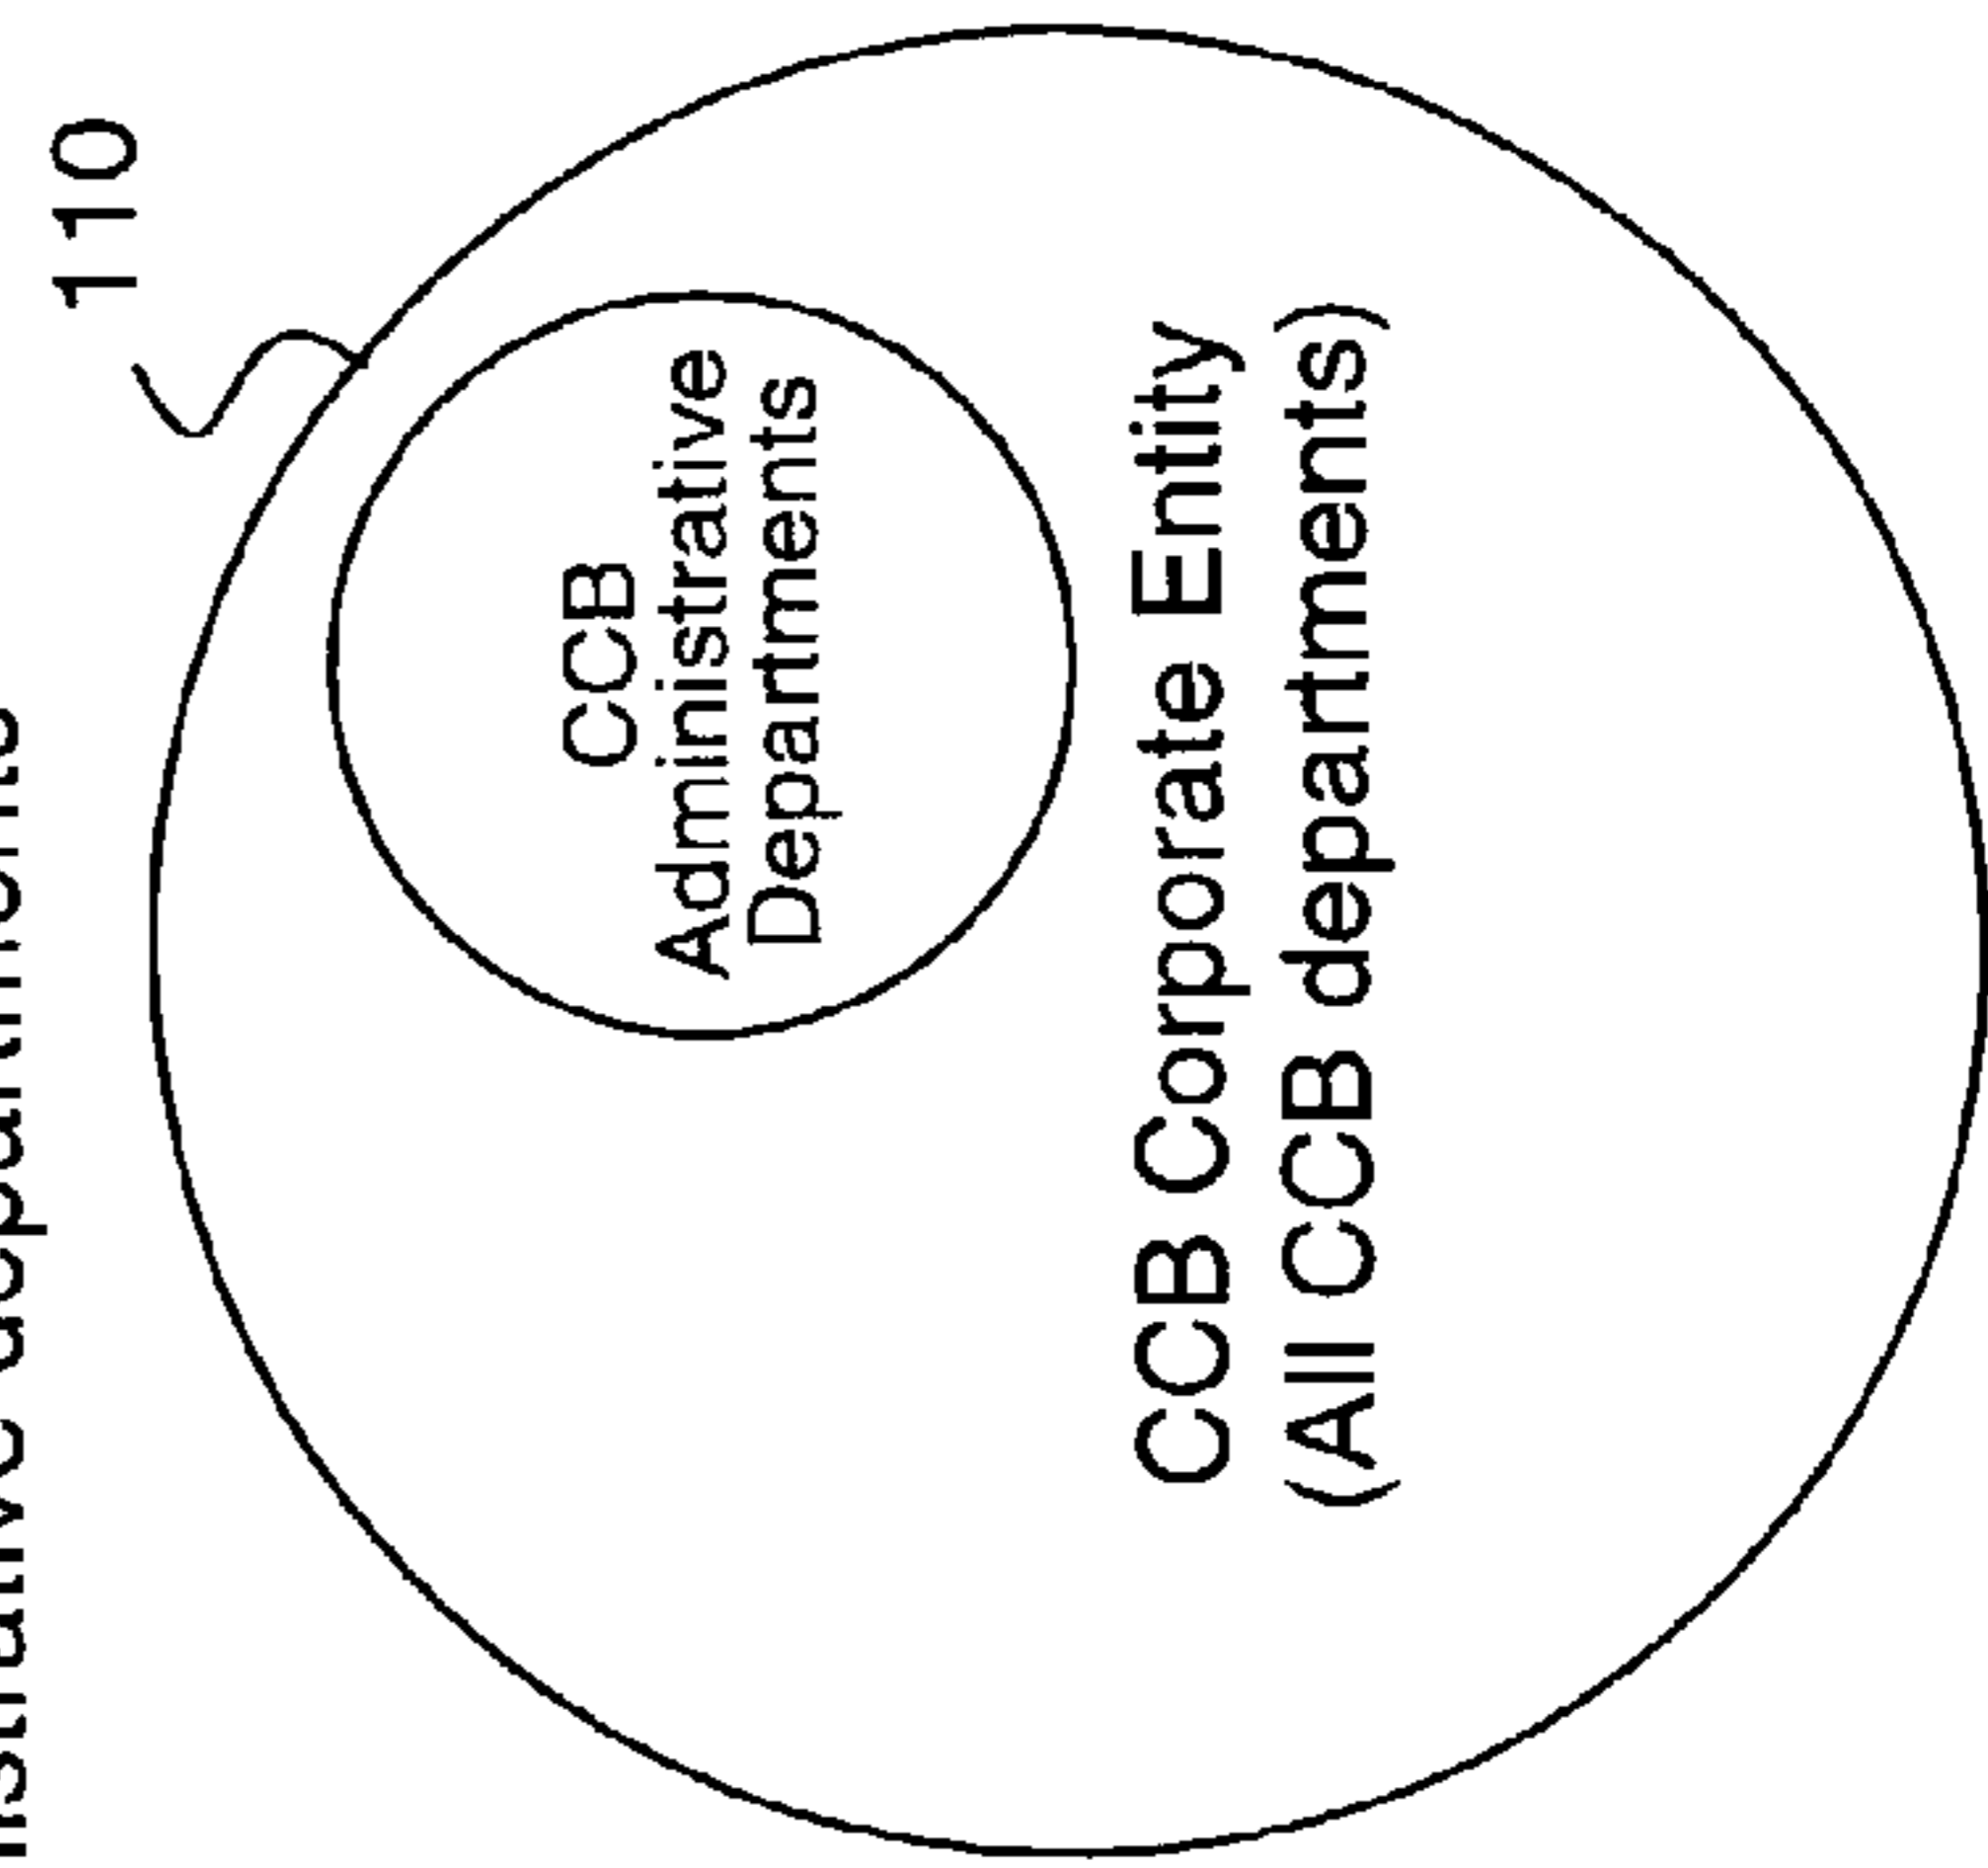 110
CCB
Administrative
Departments
CCB Corporate Entity
(All CCB departments)